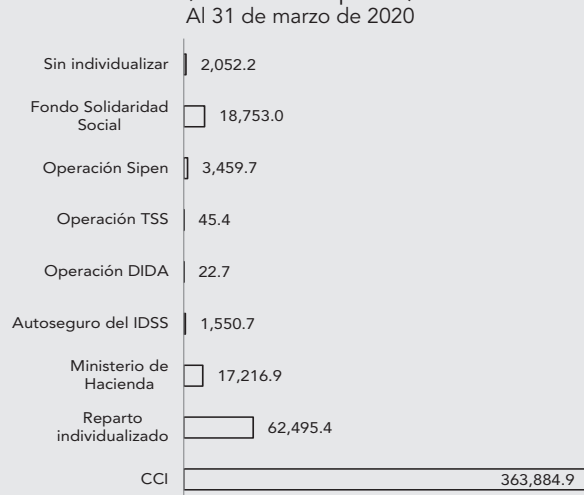 Al 31 de marzo de 2020
Sin individualizar 2,052.2
Fondo Solidaridad
Social 18,753.0
Operación Sipen 3,459.7
Operación TSS 45.4
Operación DIDA 22.7
Autoseguro del IDSS 1,550.7
Ministerio de
Hacienda 17,216.9
Reparto
individualizado 62,495.4
CCI 363,884.9